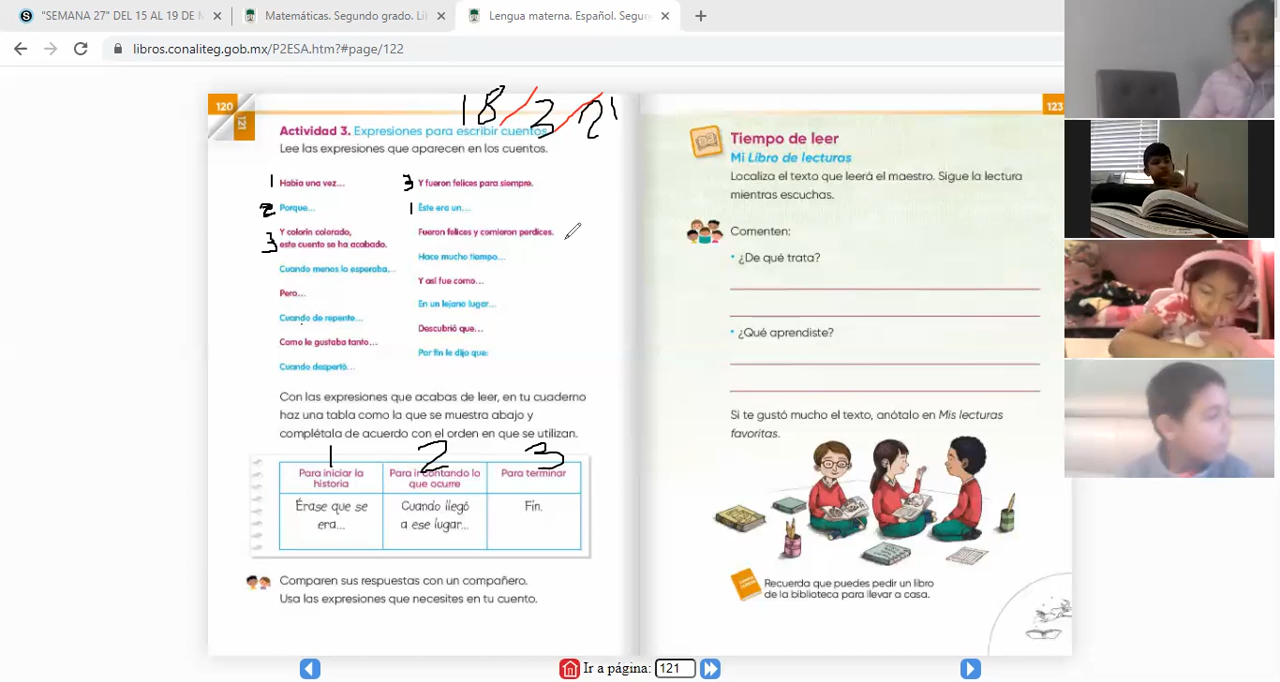 "SEMANA 27" DEL 15 AL 19 DE M
Matemáticas. Segundo grado. Li
Lengua materna. Español. Segun
libros.conaliteg.gob.mx/P2ESA.htm?#page/122
120
121
18/2/21
Actividad 3. Expresiones para escribir cuentos
Lee las expresiones que aparecen en los cuentos.
1 Había una vez...
2 Porque...
3 Y colorín colorado,
este cuento se ha acabado.
Cuando menos lo esperaba,...
Pero...
Cuando de repente...
Como le gustaba tanto...
Cuando despertó...
3 Y fueron felices para siempre.
1 Éste era un...
Fueron felices y comieron perdices.
Hace mucho tiempo...
Y así fue como...
En un lejano lugar...
Descubrió que...
Por fin le dijo que:
Con las expresiones que acabas de leer, en tu cuaderno
haz una tabla como la que se muestra abajo y
complétala de acuerdo con el orden en que se utilizan.
1 2 3
Para iniciar la
historia
Para ir contando lo
que ocurre
Para terminar
Érase que se
era...
Cuando llegó
a ese lugar...
Fin.
Comparen sus respuestas con un compañero.
Usa las expresiones que necesites en tu cuento.
123
Tiempo de leer
Mi Libro de lecturas
Localiza el texto que leerá el maestro. Sigue la lectura
mientras escuchas.
Comenten:
• ¿De qué trata?
• ¿Qué aprendiste?
Si te gustó mucho el texto, anótalo en Mis lecturas
favoritas.
Recuerda que puedes pedir un libro
de la biblioteca para llevar a casa.
Ir a página: 121